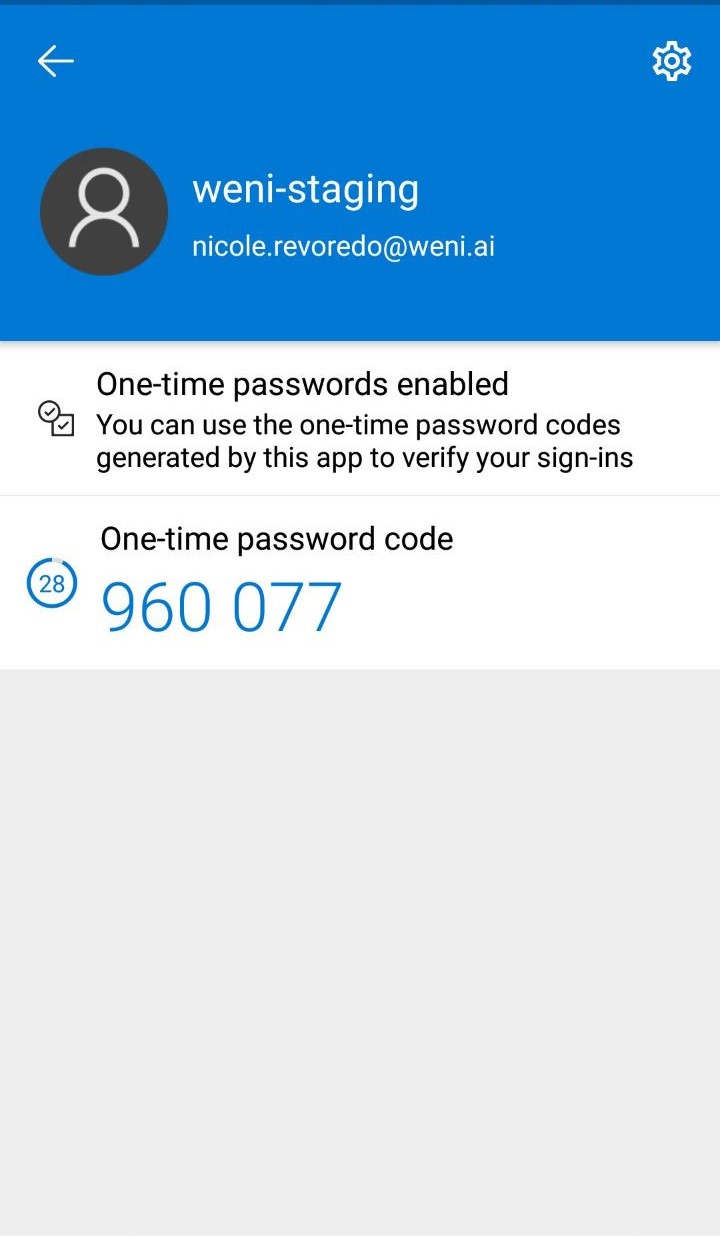 weni-staging
nicole.revoredo@weni.ai
One-time passwords enabled
You can use the one-time password codes
generated by this app to verify your sign-ins
One-time password code
28
960 077